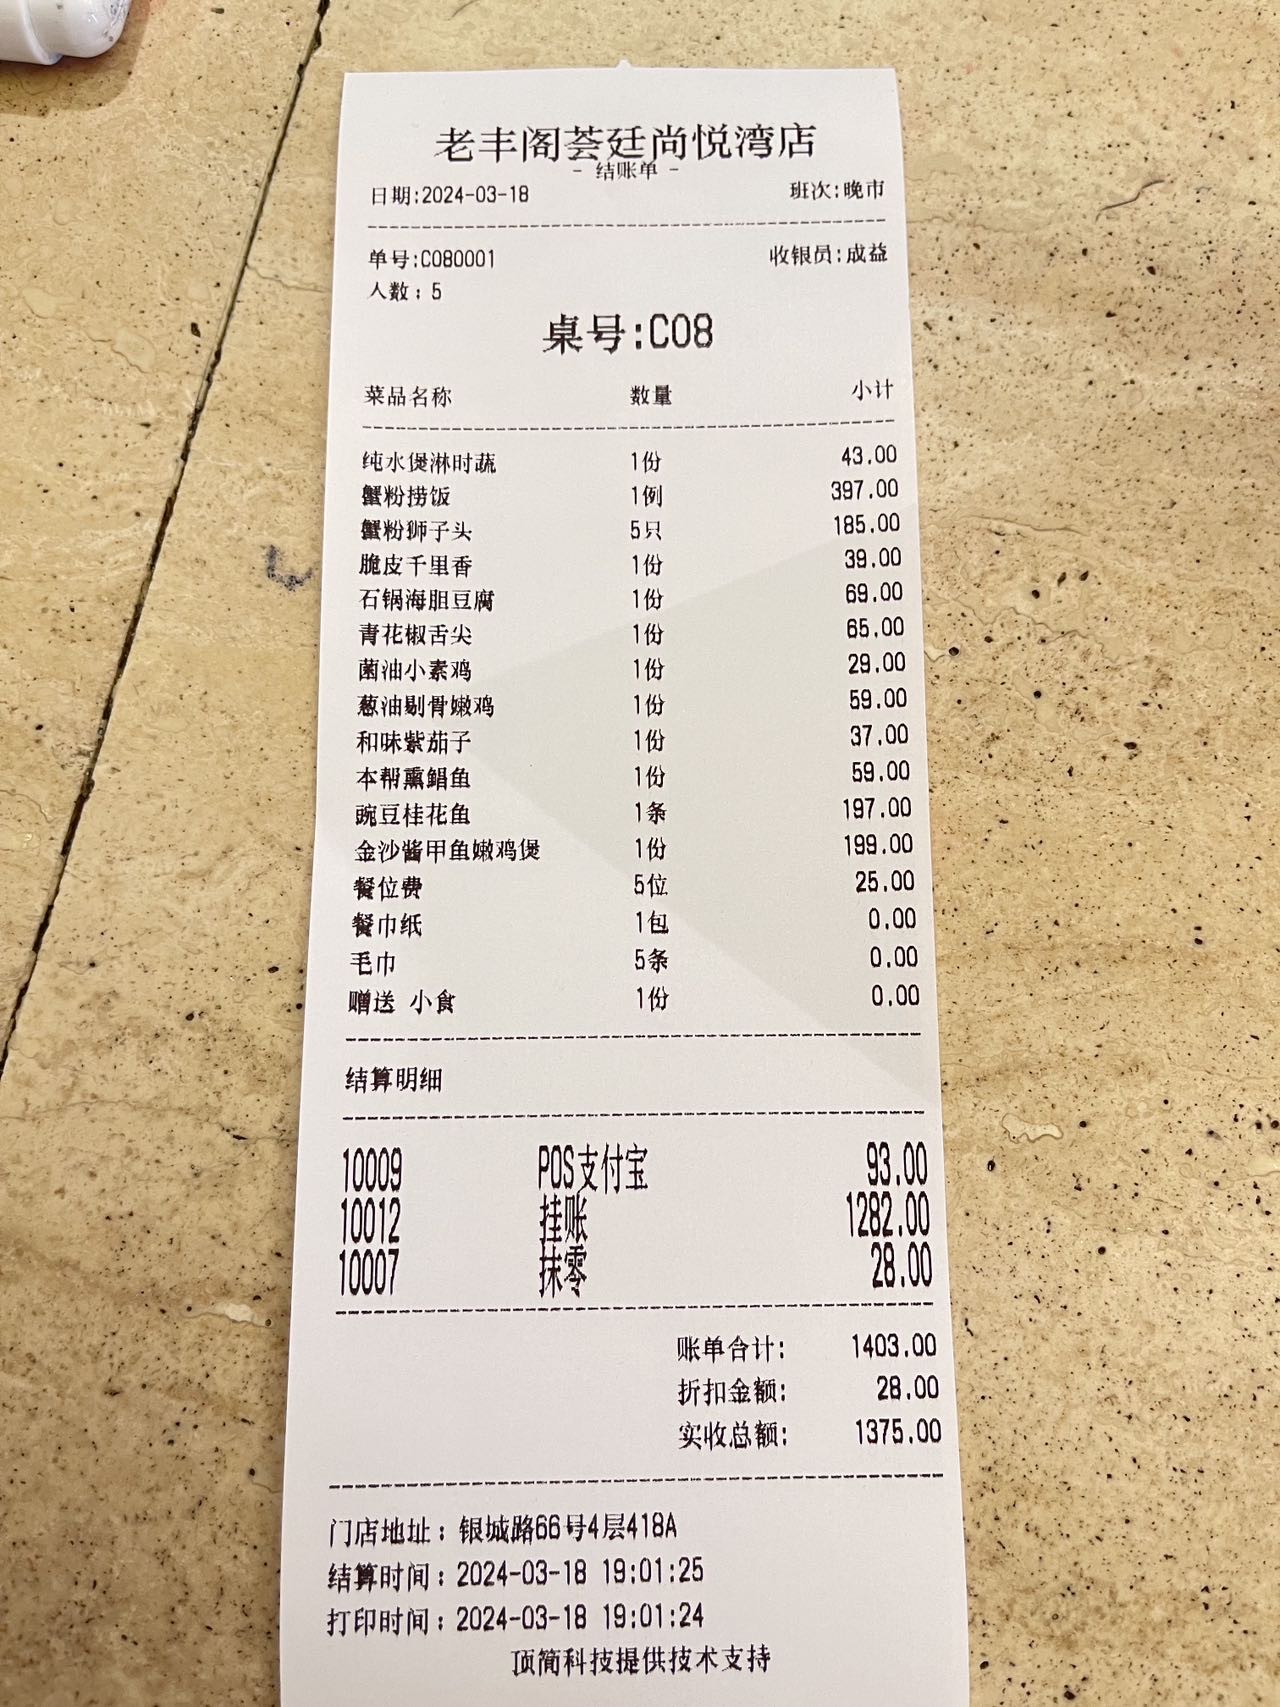 老丰阁荟廷尚悦湾店
- 结账单 -
日期:2024-03-18 班次:晚市
单号:C080001 收银员:成益
人数：5
桌号:C08
菜品名称 数量 小计
纯水煲淋时蔬 1份 43.00
蟹粉捞饭 1例 397.00
蟹粉狮子头 5只 185.00
脆皮千里香 1份 39.00
石锅海胆豆腐 1份 69.00
青花椒舌尖 1份 65.00
菌油小素鸡 1份 29.00
葱油剔骨嫩鸡 1份 59.00
和味紫茄子 1份 37.00
本帮熏鲳鱼 1份 59.00
豌豆桂花鱼 1条 197.00
金沙酱甲鱼嫩鸡煲 1份 199.00
餐位费 5位 25.00
餐巾纸 1包 0.00
毛巾 5条 0.00
赠送 小食 1份 0.00
结算明细
10009 POS支付宝 93.00
10012 挂账 1282.00
10007 抹零 28.00
账单合计: 1403.00
折扣金额: 28.00
实收总额: 1375.00
门店地址：银城路66号4层418A
结算时间：2024-03-18 19:01:25
打印时间：2024-03-18 19:01:24
顶简科技提供技术支持